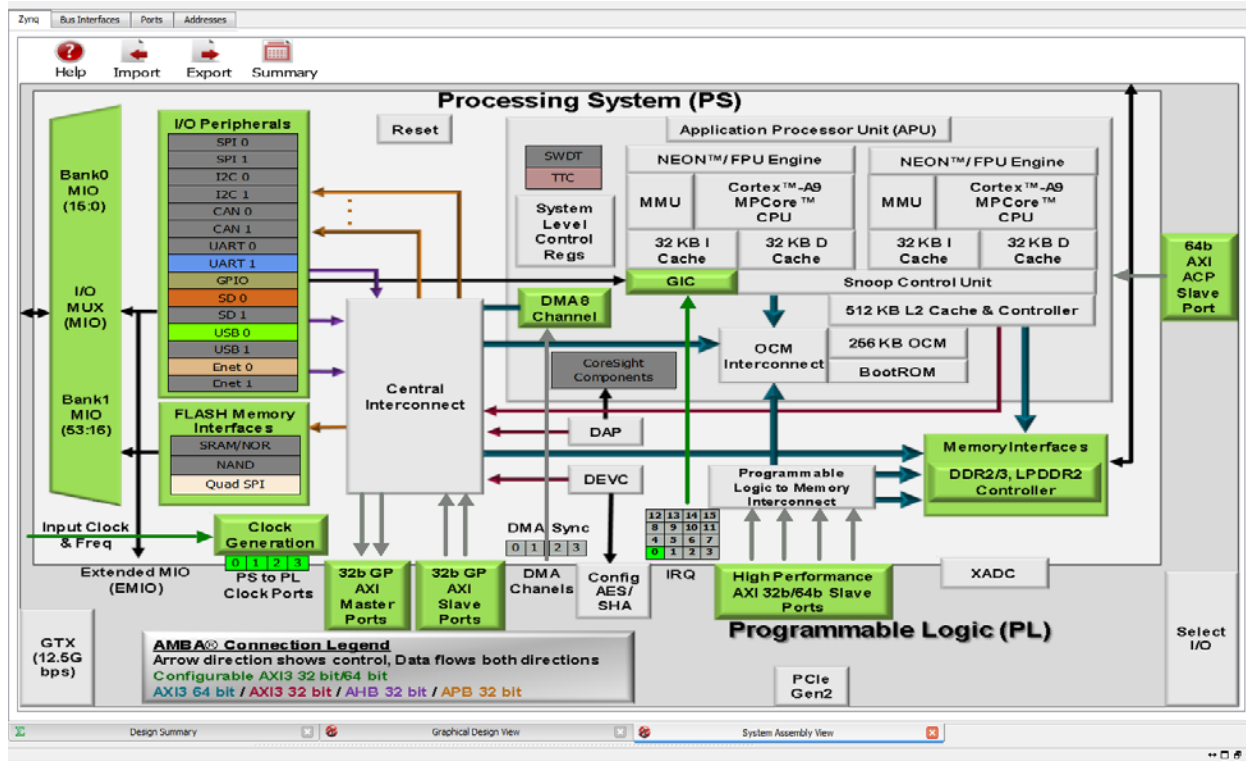 Zynq
Bus Interfaces
Ports
Addresses
Help
Import
Export
Summary
Processing System (PS)
Bank0
MIO
(15:0)
I/O
MUX
(MIO)
Bank1
MIO
(53:16)
I/O Peripherals
SPI 0
SPI 1
I2C 0
I2C 1
CAN 0
CAN 1
UART 0
UART 1
GPIO
SD 0
SD 1
USB 0
USB 1
Enet 0
Enet 1
FLASH Memory
Interfaces
SRAM/NOR
NAND
Quad SPI
Reset
Application Processor Unit (APU)
SWDT
TTC
System
Level
Control
Regs
NEON™/FPU Engine
MMU
Cortex™-A9
MPCore™
CPU
32 KB I
Cache
32 KB D
Cache
NEON™/FPU Engine
MMU
Cortex™-A9
MPCore™
CPU
32 KB I
Cache
32 KB D
Cache
GIC
Snoop Control Unit
DMA8
Channel
512 KB L2 Cache & Controller
OCM
Interconnect
256 KB OCM
BootROM
CoreSight
Components
Central
Interconnect
DAP
DEVC
Programmable
Logic to Memory
Interconnect
Memory Interfaces
DDR2/3, LPDDR2
Controller
64b
AXI
ACP
Slave
Port
Input Clock
& Freq
Clock
Generation
0 1 2 3
PS to PL
Clock Ports
Extended MIO
(EMIO)
32b GP
AXI
Master
Ports
32b GP
AXI
Slave
Ports
DMA Sync
0 1 2 3
DMA
Chanels
Config
AES/
SHA
12 13 14 15
8 9 10 11
4 5 6 7
0 1 2 3
IRQ
High Performance
AXI 32b/64b Slave
Ports
XADC
Programmable Logic (PL)
GTX
(12.5G
bps)
AMBA® Connection Legend
Arrow direction shows control, Data flows both directions
Configurable AXI3 32 bit/64 bit
AXI3 64 bit / AXI3 32 bit / AHB 32 bit / APB 32 bit
PCIe
Gen2
Select
I/O
Design Summary
Graphical Design View
System Assembly View